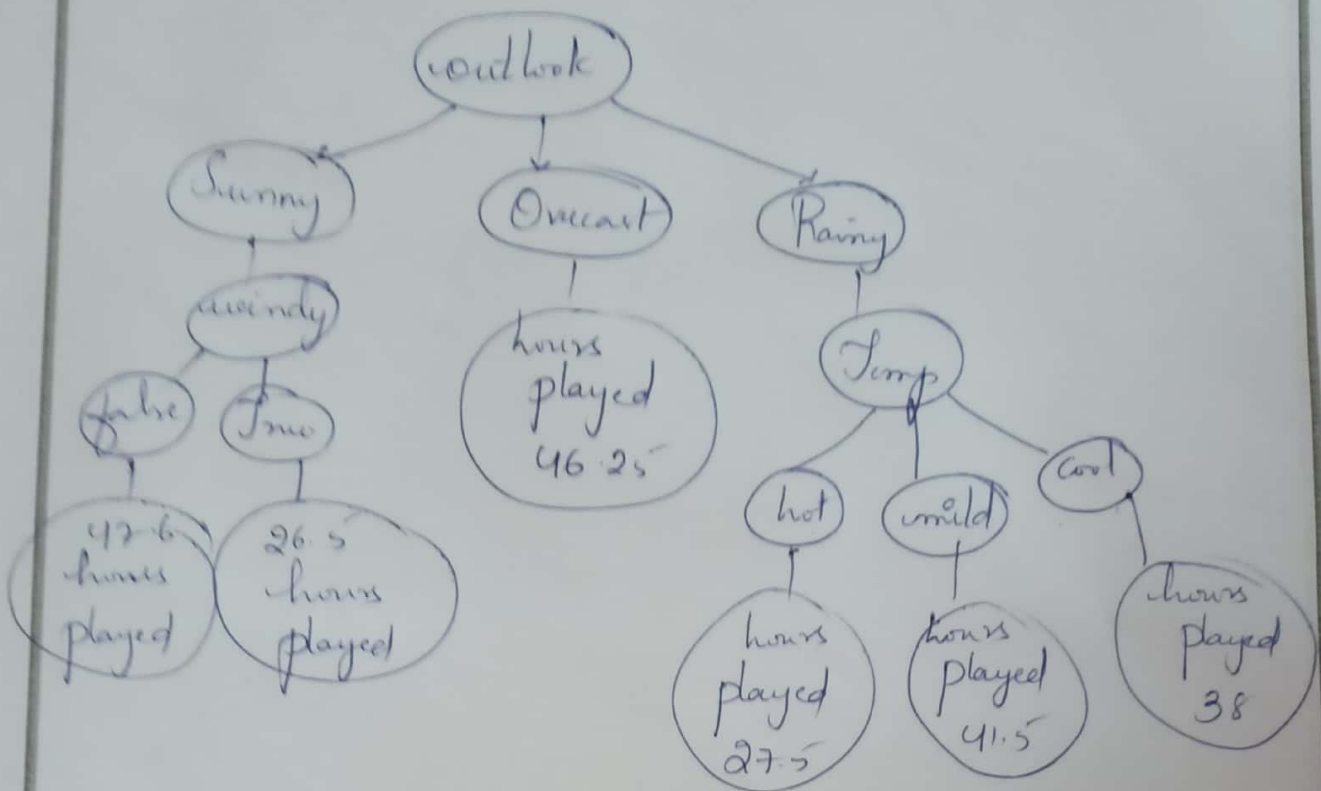 outlook
Sunny
Overcast
Rainy
windy
Temp
false
True
hours
played
46.25
hot
mild
cool
47.6
hours
played
26.5
hours
played
hours
played
27.5
hours
played
41.5
hours
played
38